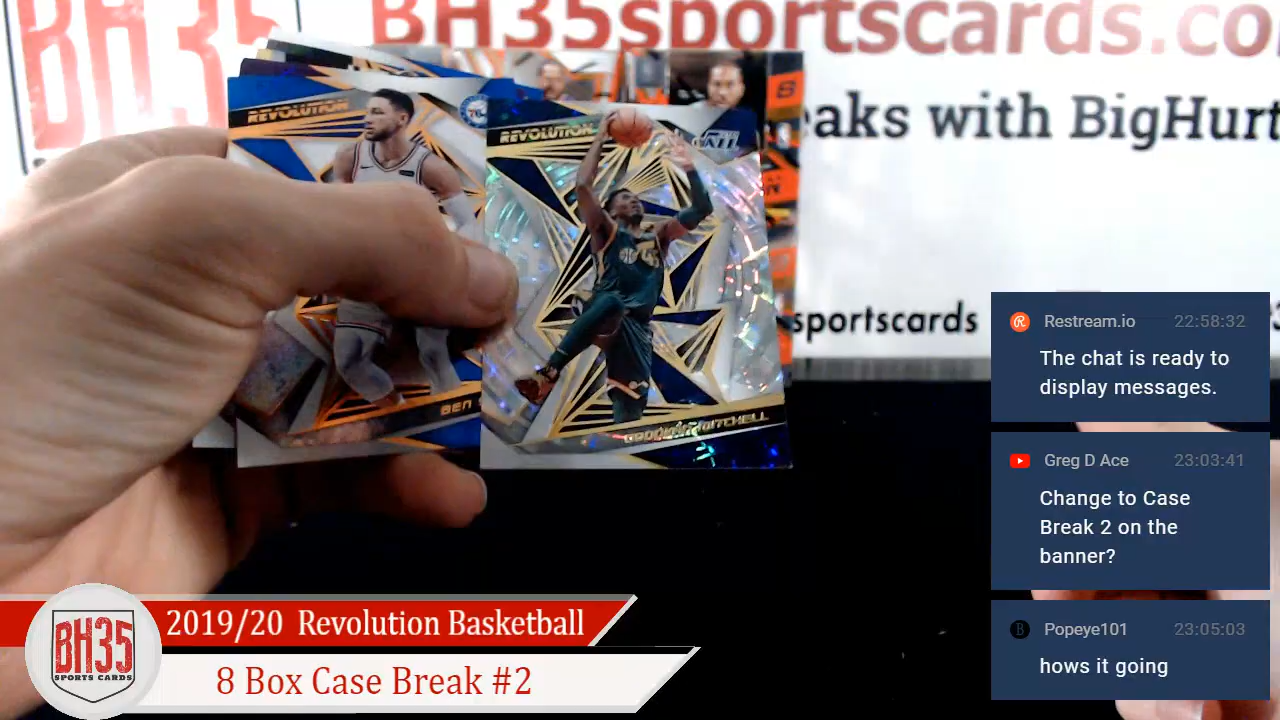 BH35
BH35sportscards.co
eaks with BigHurt
sportscards
REVOLUTION
REVOLUTION
BEN
DONOVAN MITCHELL
Restream.io 22:58:32
The chat is ready to
display messages.
Greg D Ace 23:03:41
Change to Case
Break 2 on the
banner?
Popeye101 23:05:03
hows it going
BH35
SPORTS CARDS
2019/20 Revolution Basketball
8 Box Case Break #2